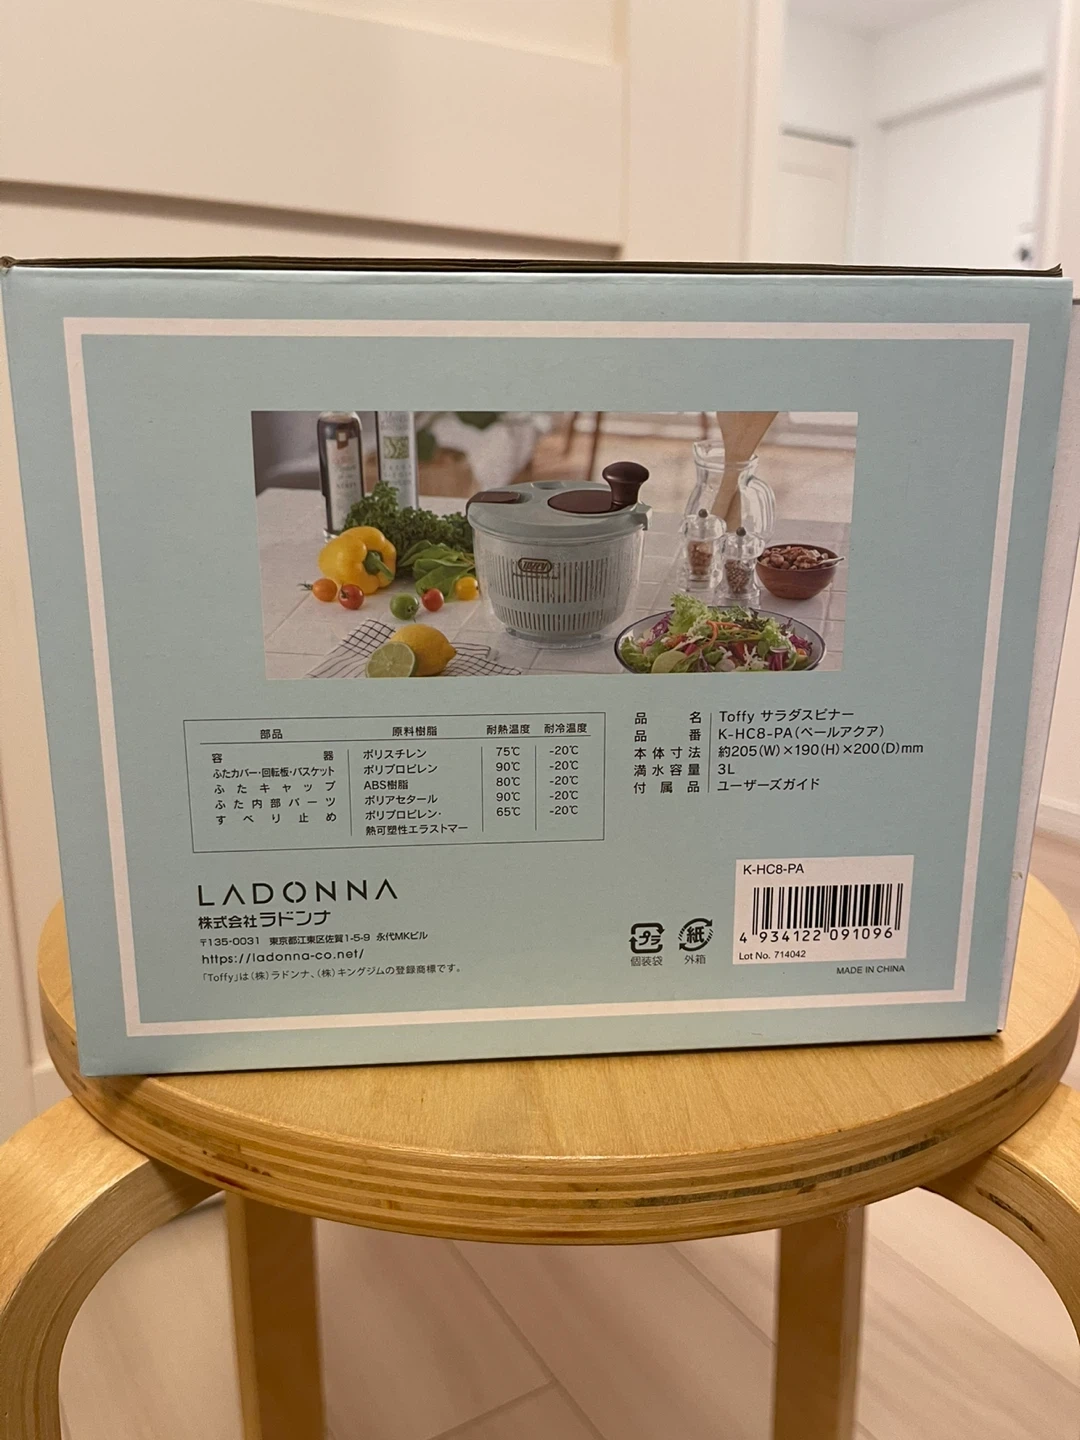 Toffy
部品 原料樹脂 耐熱温度 耐冷温度
容器 ポリスチレン 75℃ -20℃
ふたカバー・回転板・バスケット ポリプロピレン 90℃ -20℃
ふたキャップ ABS樹脂 80℃ -20℃
ふた内部パーツ ポリアセタール 90℃ -20℃
すべり止め ポリプロピレン・ 65℃ -20℃
熱可塑性エラストマー
品名 Toffy サラダスピナー
品番 K-HC8-PA(ペールアクア)
本体寸法 約205(W)×190(H)×200(D)mm
満水容量 3L
付属品 ユーザーズガイド
LADONNA
株式会社ラドンナ
〒135-0031 東京都江東区佐賀1-5-9 永代MKビル
https://ladonna-co.net/
「Toffy」は(株)ラドンナ、(株)キングジムの登録商標です。
プラ
個装袋
紙
外箱
K-HC8-PA
4 934122 091096
Lot No. 714042
MADE IN CHINA